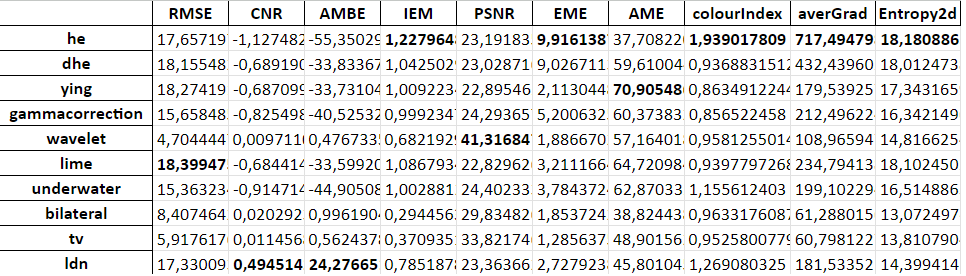 RMSE CNR AMBE IEM PSNR EME AME colourIndex averGrad Entropy2d
he 17,65719 -1,127482 -55,35029 1,227964 23,19183 9,916138 37,70822 1,939017809 717,49479 18,180886
dhe 18,15548 -0,689190 -33,83367 1,042502 23,02871 9,026711 59,61004 0,936883151 432,43960 18,012473
ying 18,27419 -0,687099 -33,73104 1,009223 22,89546 2,113044 70,90548 0,863491224 179,53925 17,343165
gammacorrection 15,65848 -0,825498 -40,52532 0,999234 24,29365 5,200632 60,37383 0,856522458 212,49622 16,342149
wavelet 4,704444 0,009711 0,476733 0,682192 41,31684 1,886670 57,16401 0,958125501 108,96594 14,816625
lime 18,39947 -0,684414 -33,59920 1,086793 22,82962 3,211166 64,72098 0,939779726 234,79413 18,102450
underwater 15,36323 -0,914714 -44,90508 1,002881 24,40233 3,784372 62,87033 1,155612403 199,10229 16,514886
bilateral 8,407464 0,020292 0,996190 0,294456 29,83482 1,853724 38,82443 0,963317608 61,288015 13,072497
tv 5,917617 0,011456 0,562437 0,370935 33,82174 1,285637 48,90156 0,952580077 60,798122 13,810790
ldn 17,33009 0,494514 24,27665 0,785187 23,36366 2,727923 45,80104 1,269080325 181,53352 14,399414